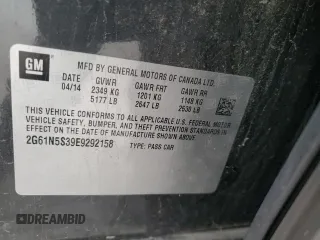 GM
MFD BY GENERAL MOTORS OF CANADA LTD.
DATE GVWR GAWR FRT GAWR RR
04/14 2349 KG 1201 KG 1148 KG
5177 LB 2647 LB 2530 LB
THIS VEHICLE CONFORMS TO ALL APPLICABLE U.S. FEDERAL MOTOR
VEHICLE SAFETY, BUMPER, AND THEFT PREVENTION STANDARDS IN
EFFECT ON THE DATE OF MANUFACTURE SHOWN ABOVE.
2G61N5S39E9292158 TYPE: PASS CAR